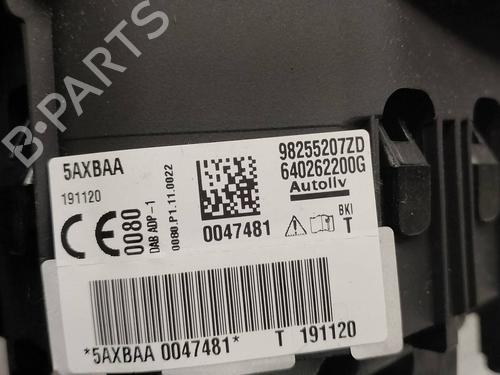 B-PARTS
5AXBAA
191120
CE
0080
DAB ADP-1
0080.P1.11.0022
98255207ZD
640262200G
Autoliv
0047481
BKI
T
*5AXBAA 0047481* T 191120